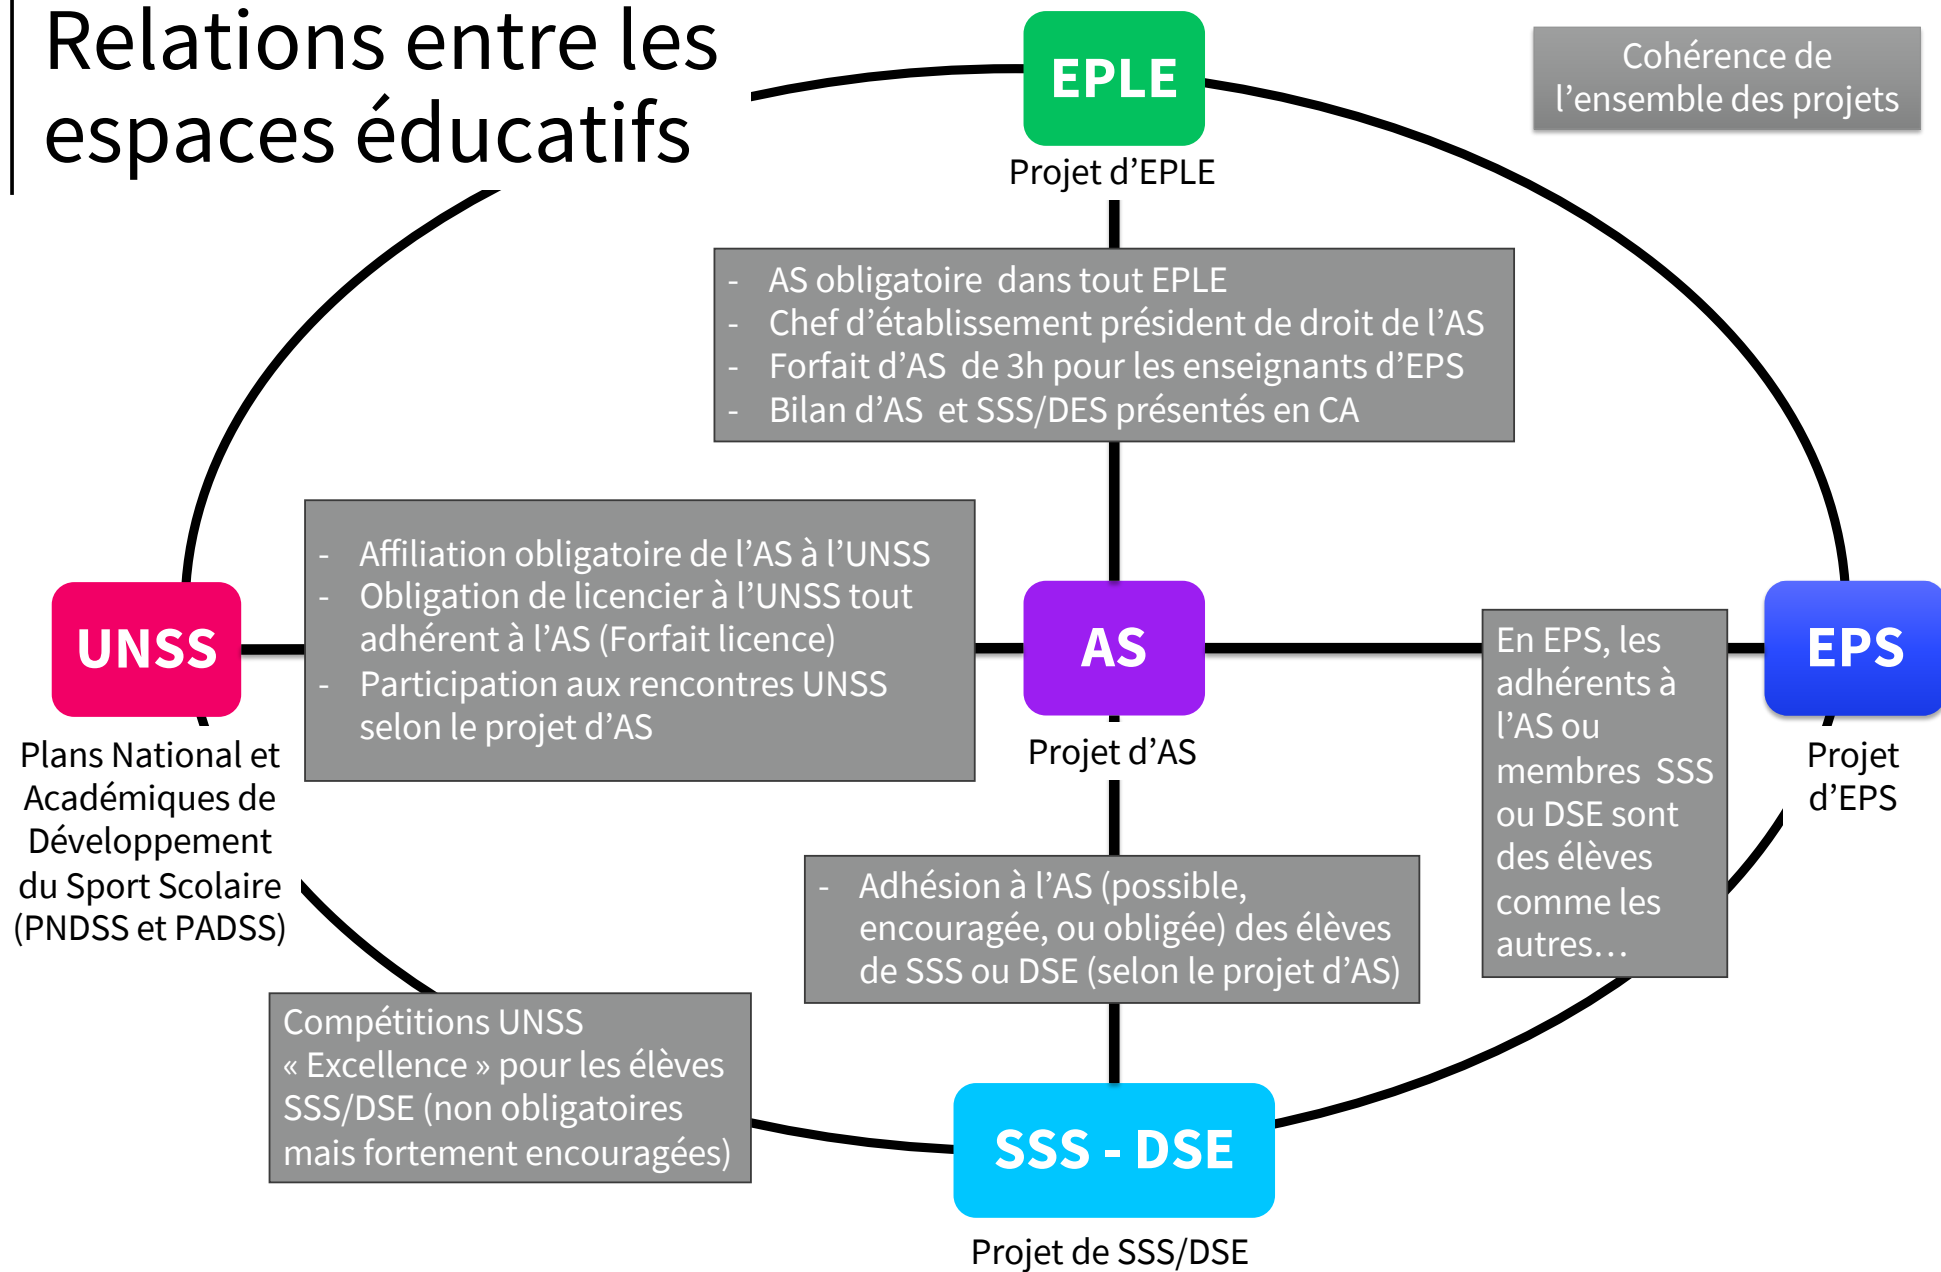 Relations entre les
espaces éducatifs
EPLE
Projet d’EPLE
Cohérence de
l’ensemble des projets
- AS obligatoire dans tout EPLE
- Chef d’établissement président de droit de l’AS
- Forfait d’AS de 3h pour les enseignants d’EPS
- Bilan d’AS et SSS/DES présentés en CA
- Affiliation obligatoire de l’AS à l’UNSS
- Obligation de licencier à l’UNSS tout
adhérent à l’AS (Forfait licence)
- Participation aux rencontres UNSS
selon le projet d’AS
UNSS
Plans National et
Académiques de
Développement
du Sport Scolaire
(PNDSS et PADSS)
AS
Projet d’AS
En EPS, les
adhérents à
l’AS ou
membres SSS
ou DSE sont
des élèves
comme les
autres…
EPS
Projet
d’EPS
- Adhésion à l’AS (possible,
encouragée, ou obligée) des élèves
de SSS ou DSE (selon le projet d’AS)
Compétitions UNSS
« Excellence » pour les élèves
SSS/DSE (non obligatoires
mais fortement encouragées)
SSS - DSE
Projet de SSS/DSE